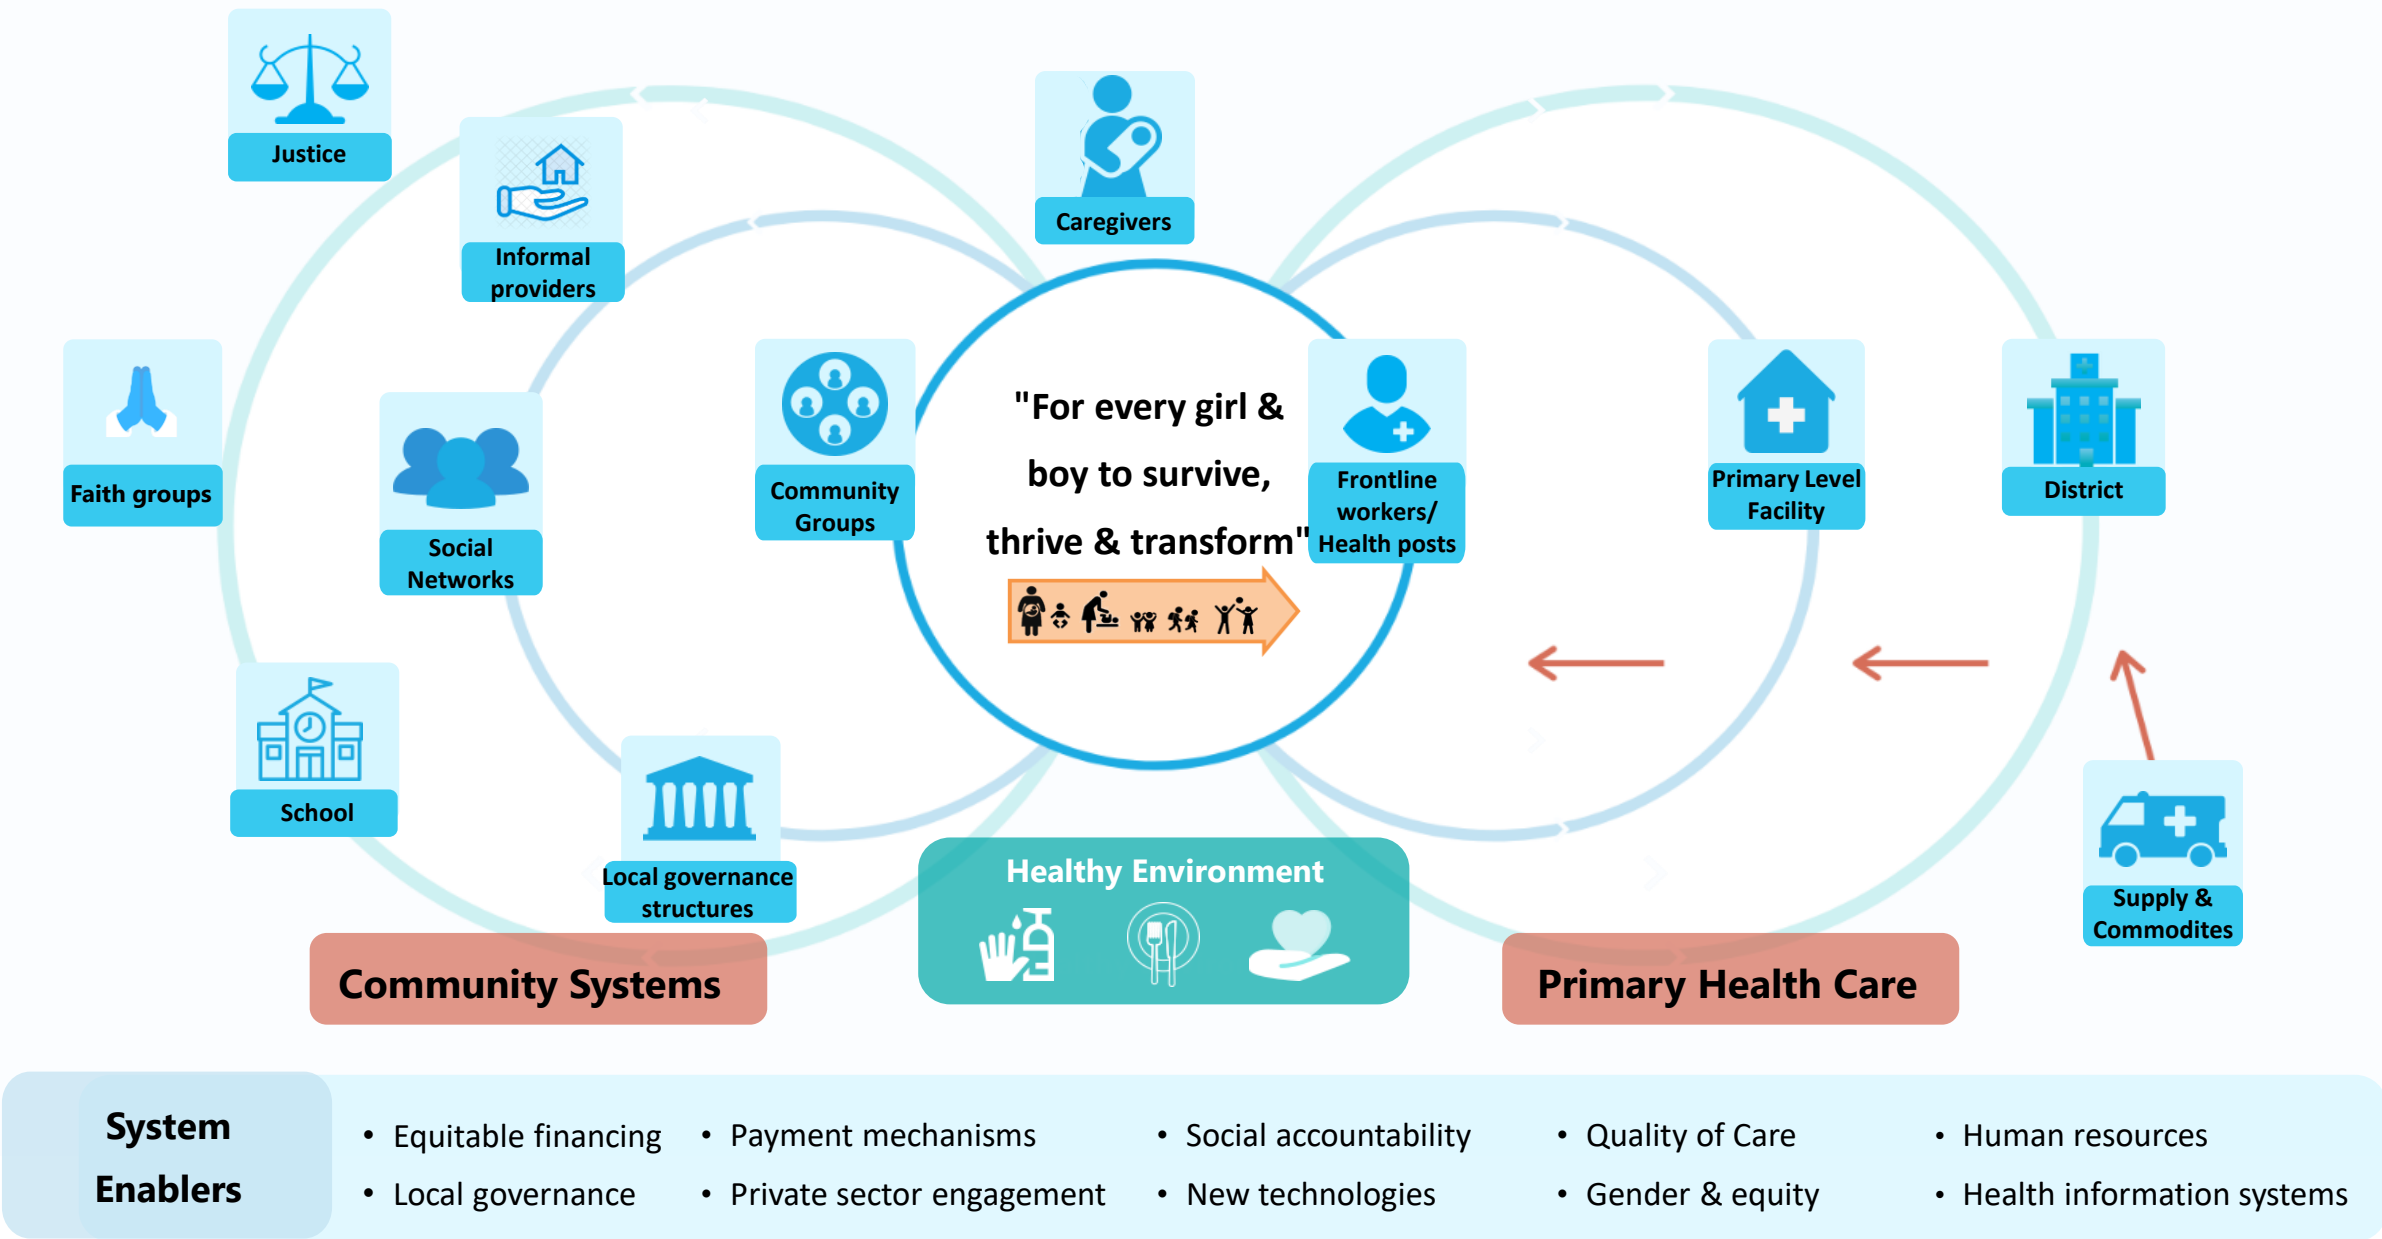 Justice
Caregivers
Informal
providers
Faith groups
Social
Networks
Community
Groups
"For every girl &
boy to survive,
thrive & transform"
Frontline
workers/
Health posts
Primary Level
Facility
District
School
Local governance
structures
Healthy Environment
Supply &
Commodites
Community Systems
Primary Health Care
System
Enablers
• Equitable financing
• Local governance
• Payment mechanisms
• Private sector engagement
• Social accountability
• New technologies
• Quality of Care
• Gender & equity
• Human resources
• Health information systems